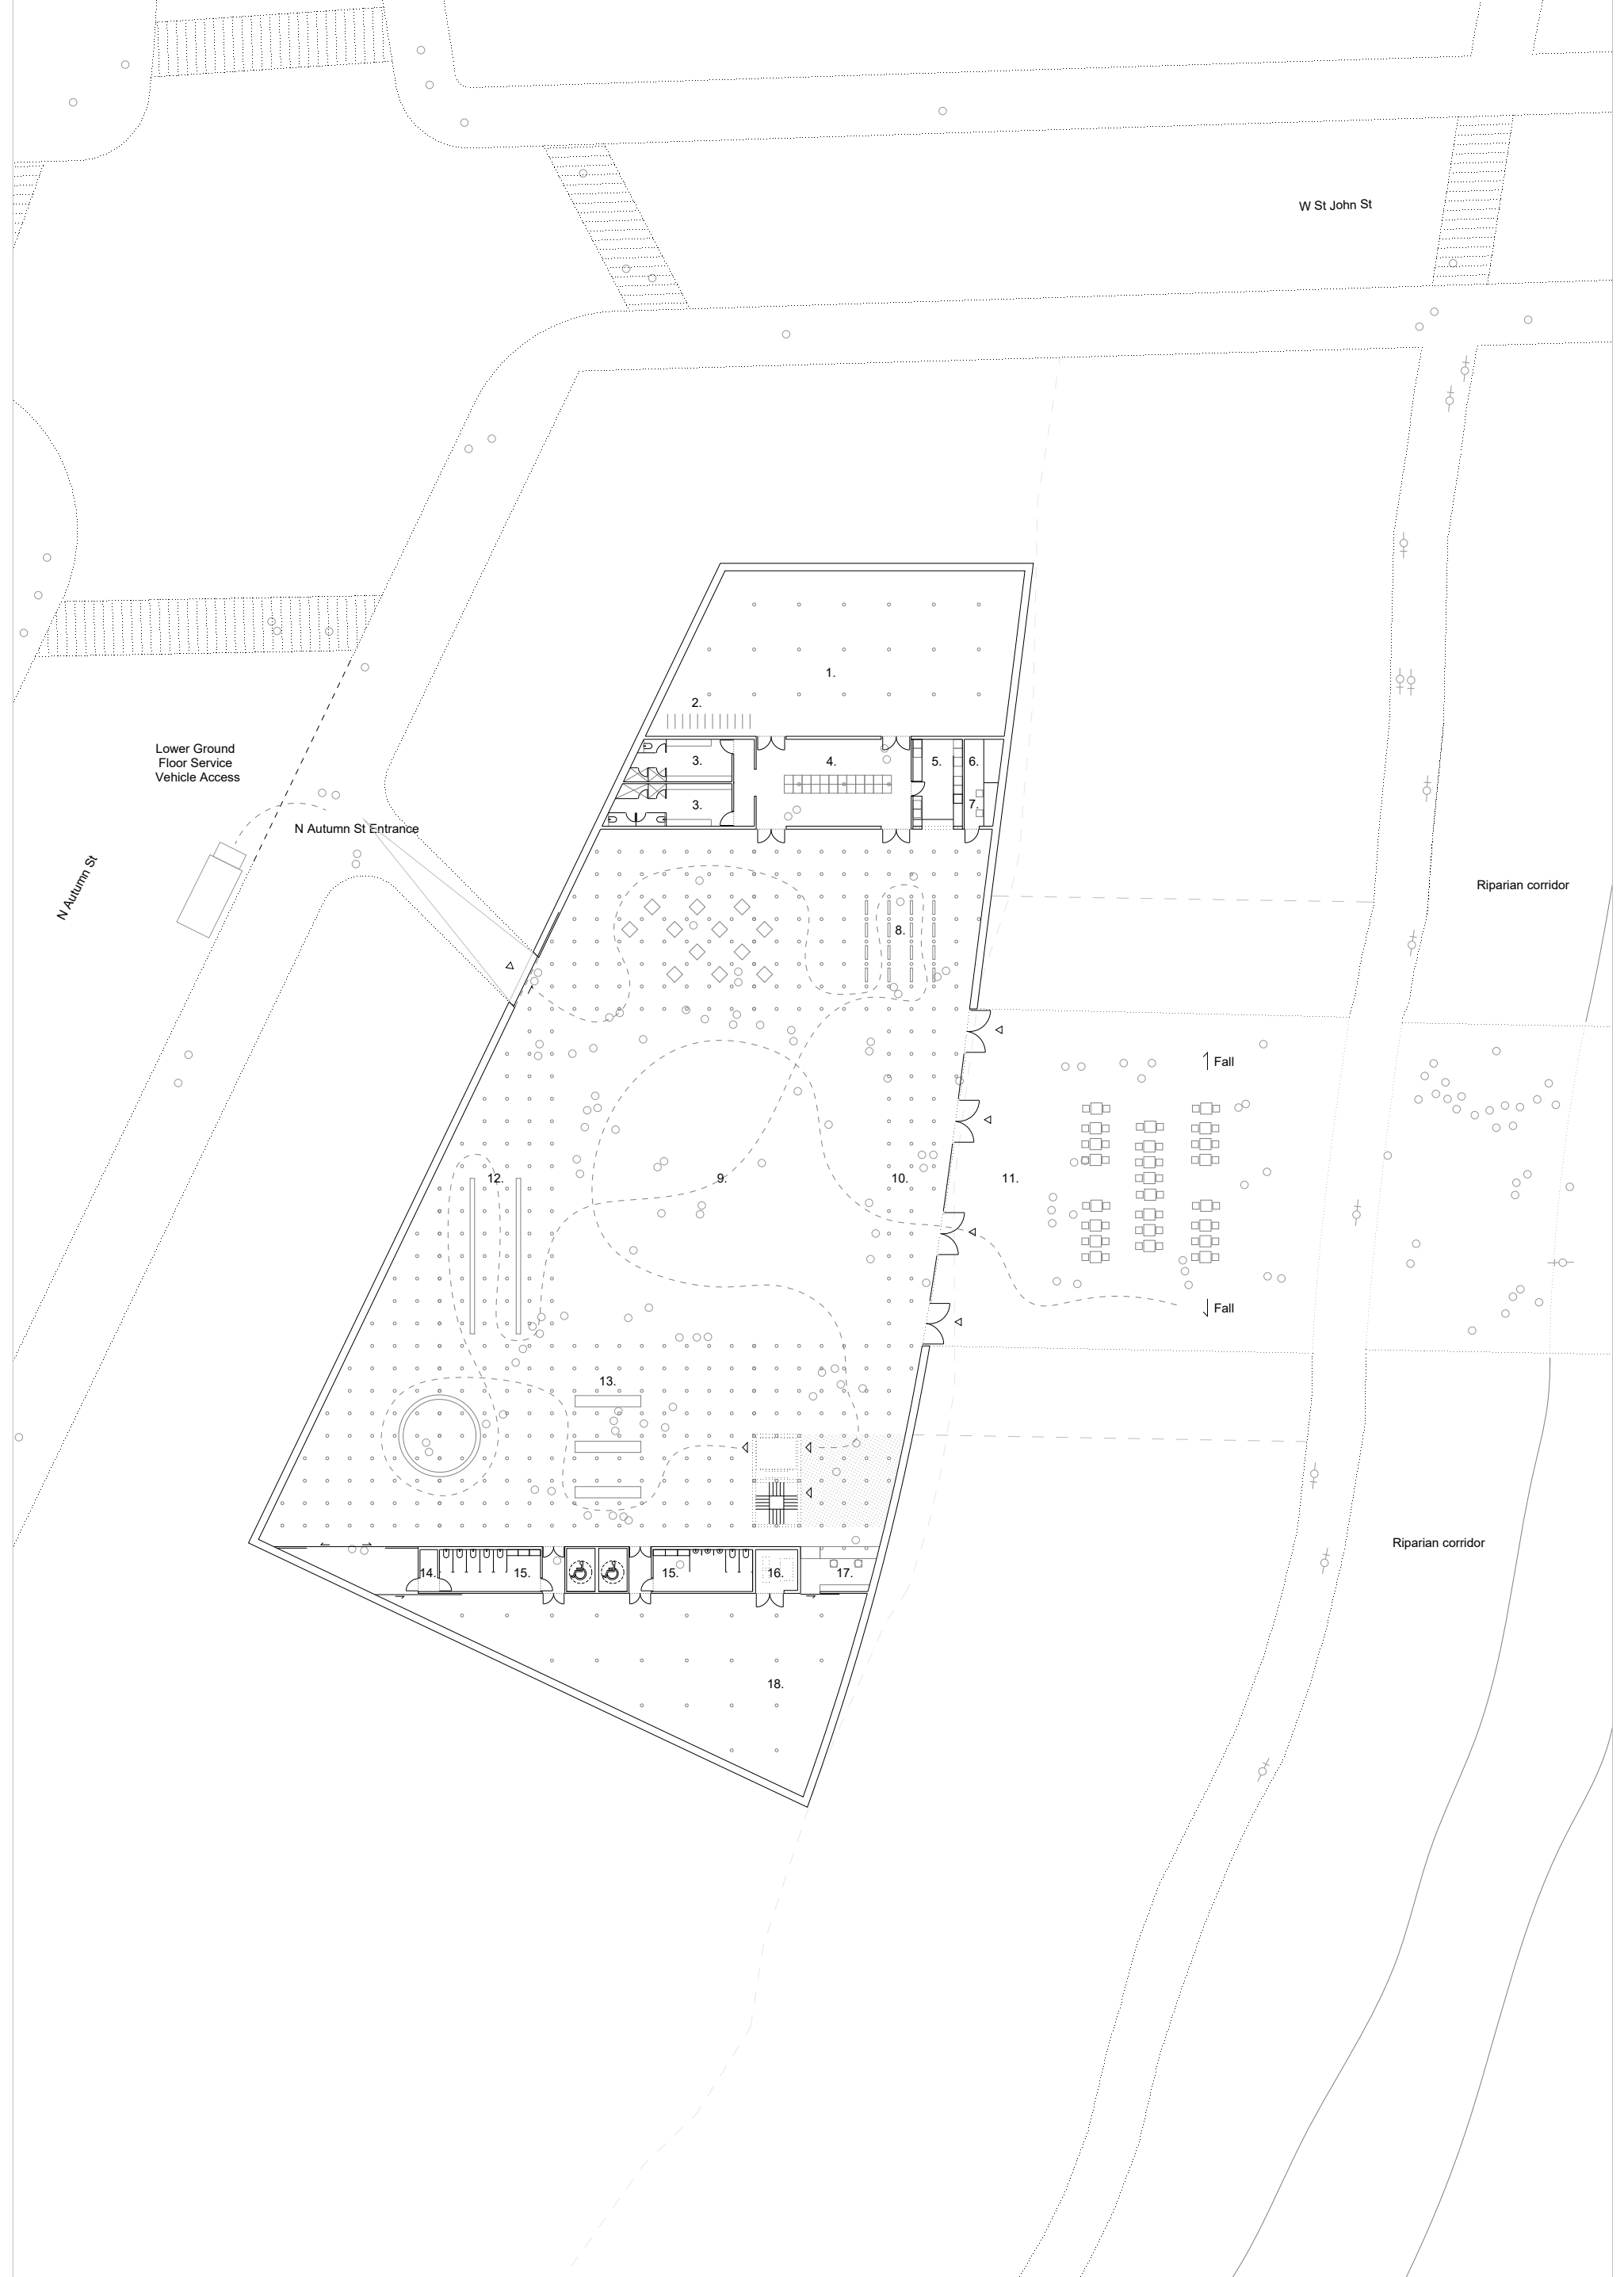 W St John St
1.
2.
Lower Ground
Floor Service
Vehicle Access
3.
4.
5.
6.
3.
7.
N Autumn St Entrance
N Autumn St
Riparian corridor
8.
Fall
12.
9.
10.
11.
Fall
13.
Riparian corridor
14.
15.
15.
16.
17.
18.